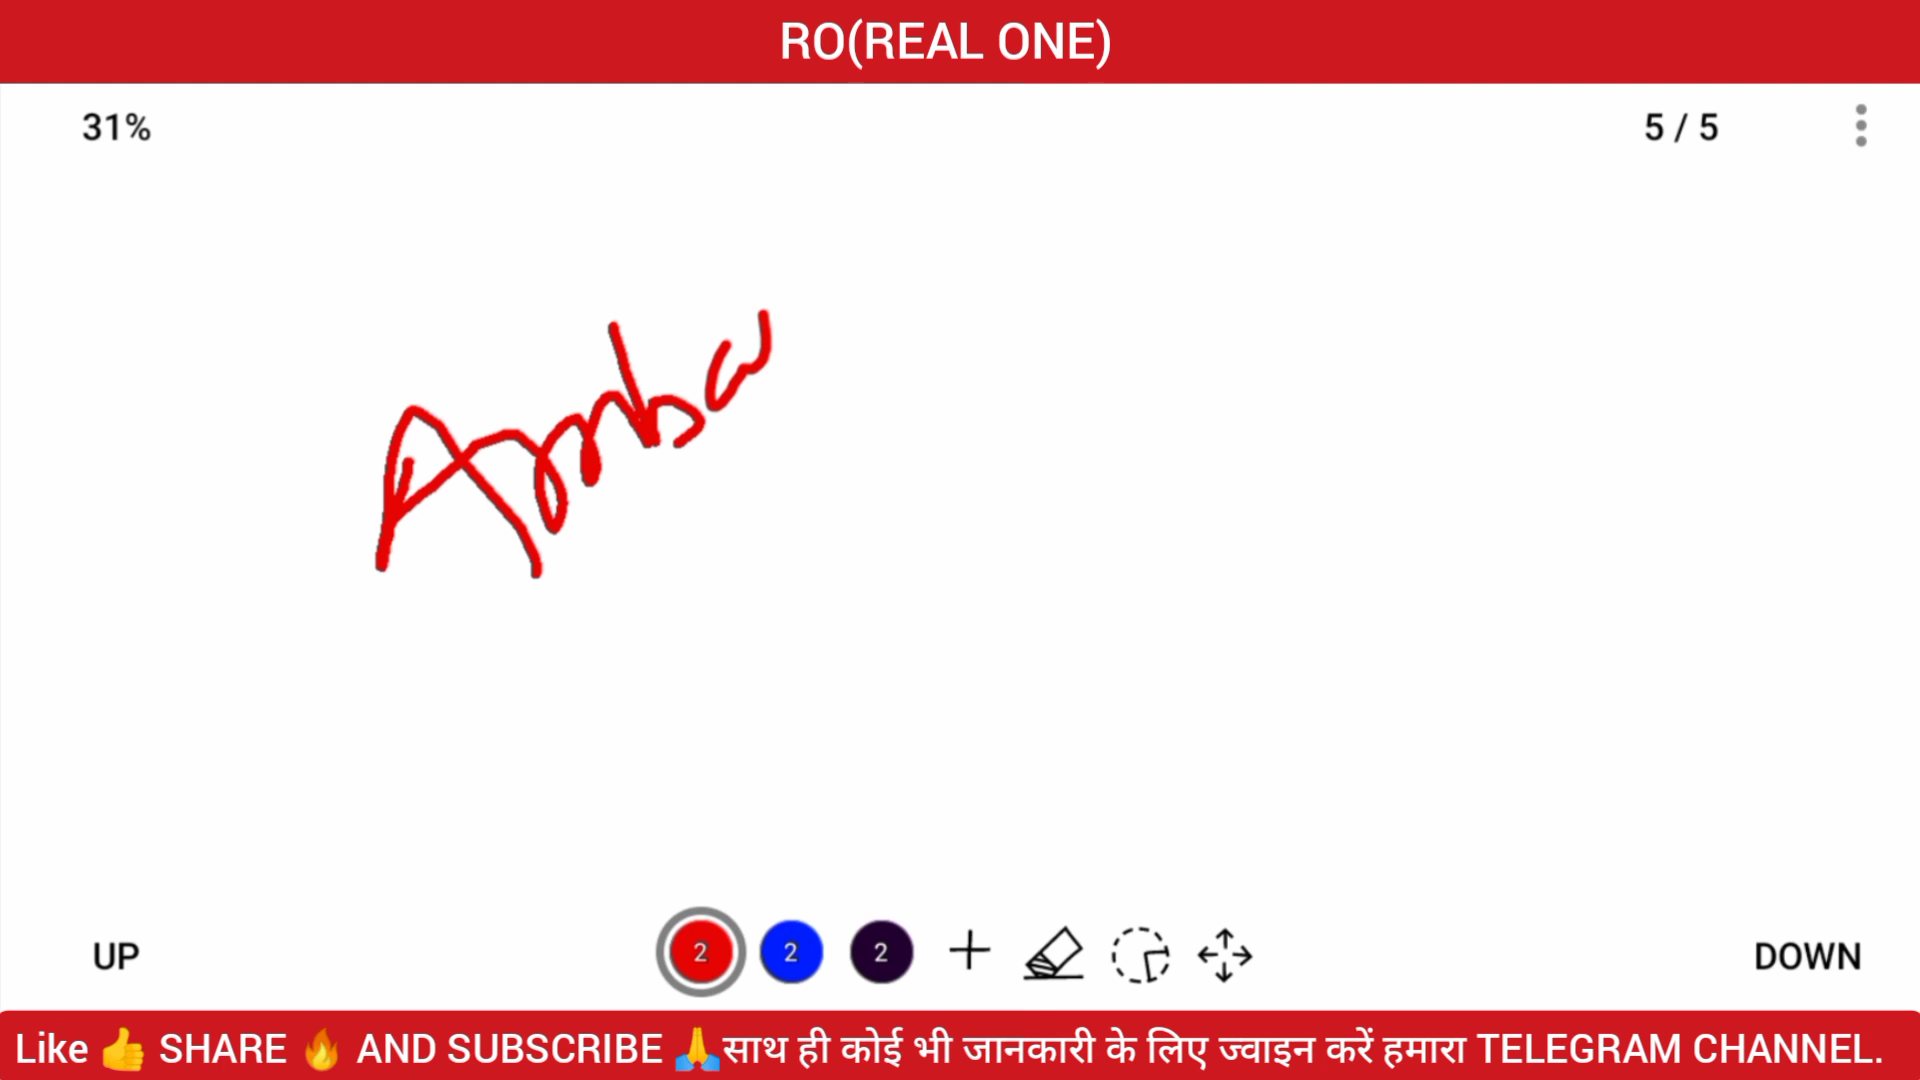 RO(REAL ONE)
31%
5 / 5
Amba
UP
2
2
2
DOWN
Like 👍 SHARE 🔥 AND SUBSCRIBE 🙏साथ ही कोई भी जानकारी के लिए ज्वाइन करें हमारा TELEGRAM CHANNEL.